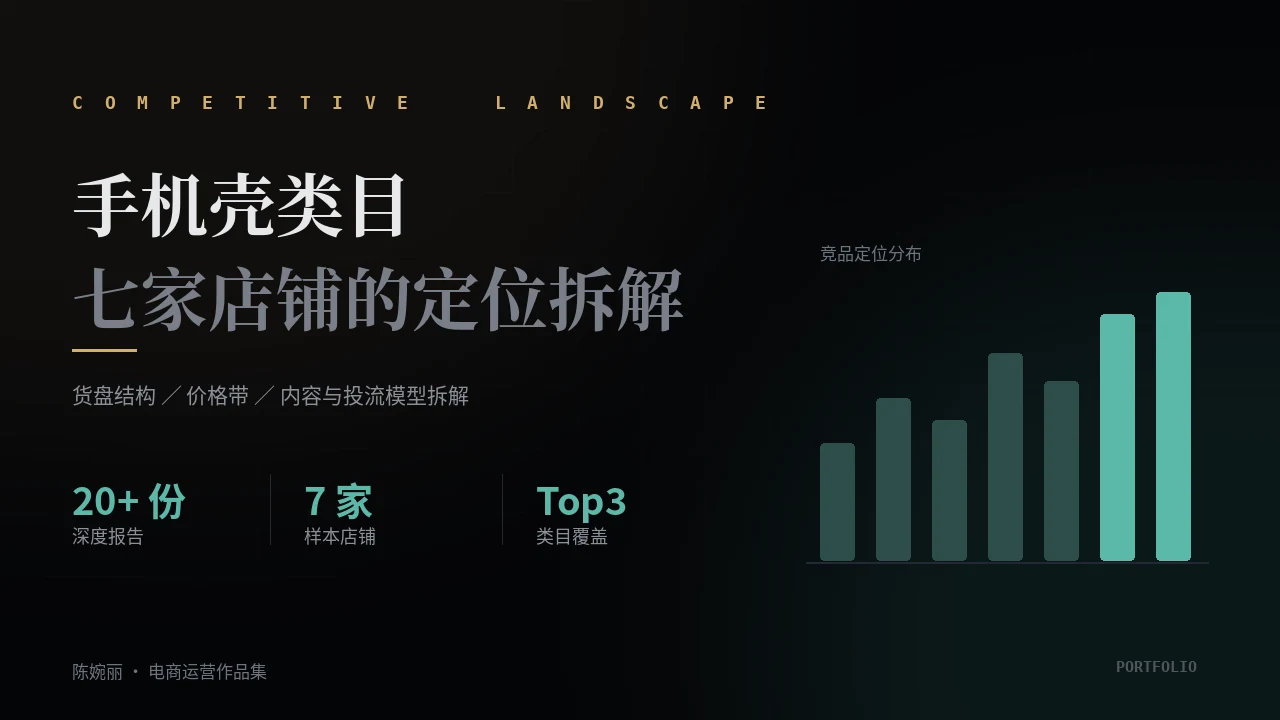 COMPETITIVE LANDSCAPE
手机壳类目
七家店铺的定位拆解
货盘结构 ／ 价格带 ／ 内容与投流模型拆解
20+ 份
深度报告
7 家
样本店铺
Top3
类目覆盖
竞品定位分布
陈婉丽 · 电商运营作品集
PORTFOLIO